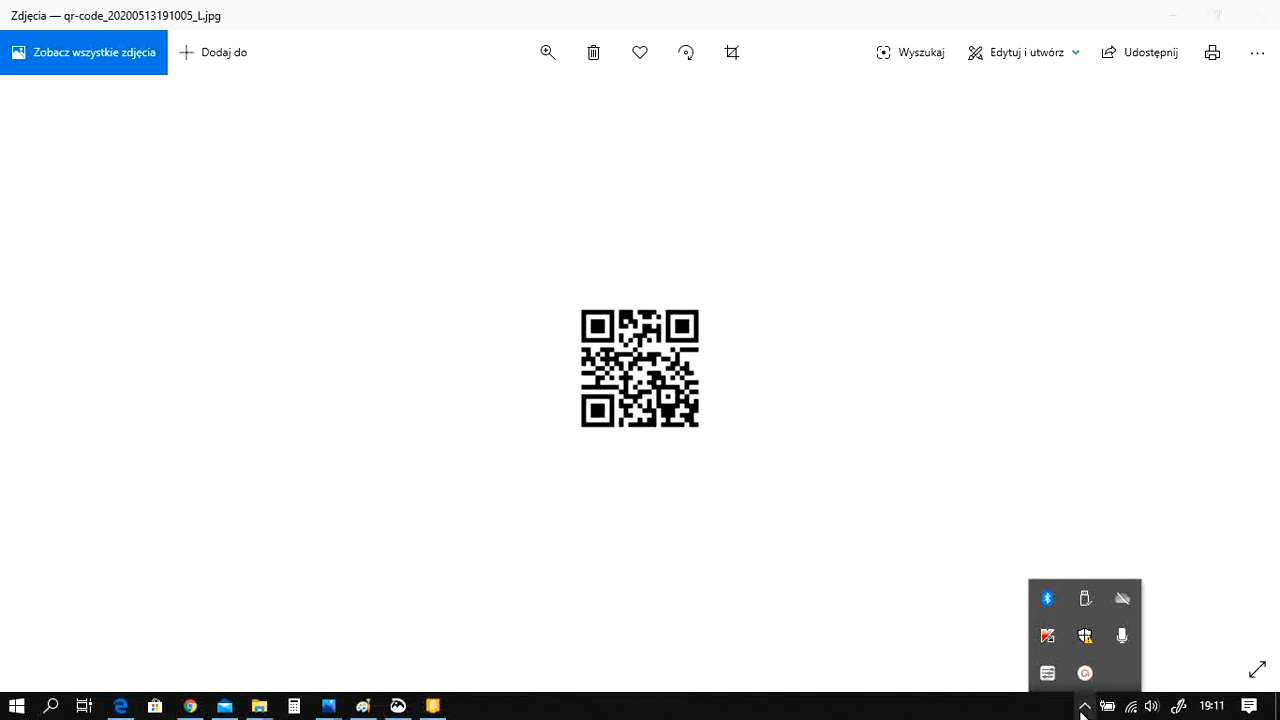 Zdjęcia — qr-code_20200513191005_L.jpg
Zobacz wszystkie zdjęcia
Dodaj do
Wyszukaj
Edytuj i utwórz
Udostępnij
19:11